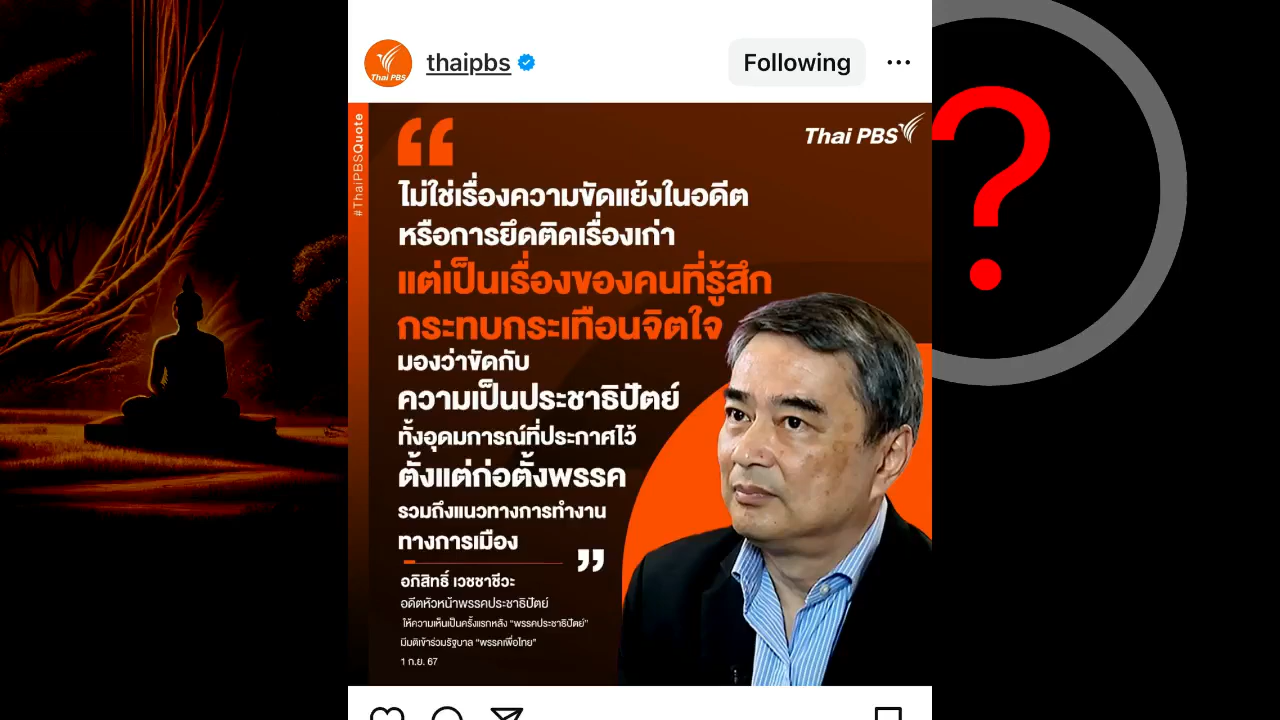 thaipbs
Following
Thai PBS
#ThaiPBSQuote
Thai PBS
“
ไม่ใช่เรื่องความขัดแย้งในอดีต
หรือการยึดติดเรื่องเก่า
แต่เป็นเรื่องของคนที่รู้สึก
กระทบกระเทือนจิตใจ
มองว่าขัดกับ
ความเป็นประชาธิปัตย์
ทั้งอุดมการณ์ที่ประกาศไว้
ตั้งแต่ก่อตั้งพรรค
รวมถึงแนวทางการทำงาน
ทางการเมือง
”
อภิสิทธิ์ เวชชาชีวะ
อดีตหัวหน้าพรรคประชาธิปัตย์
ให้ความเห็นเป็นครั้งแรกหลัง “พรรคประชาธิปัตย์”
มีมติเข้าร่วมรัฐบาล “พรรคเพื่อไทย”
1 ก.ย. 67
?